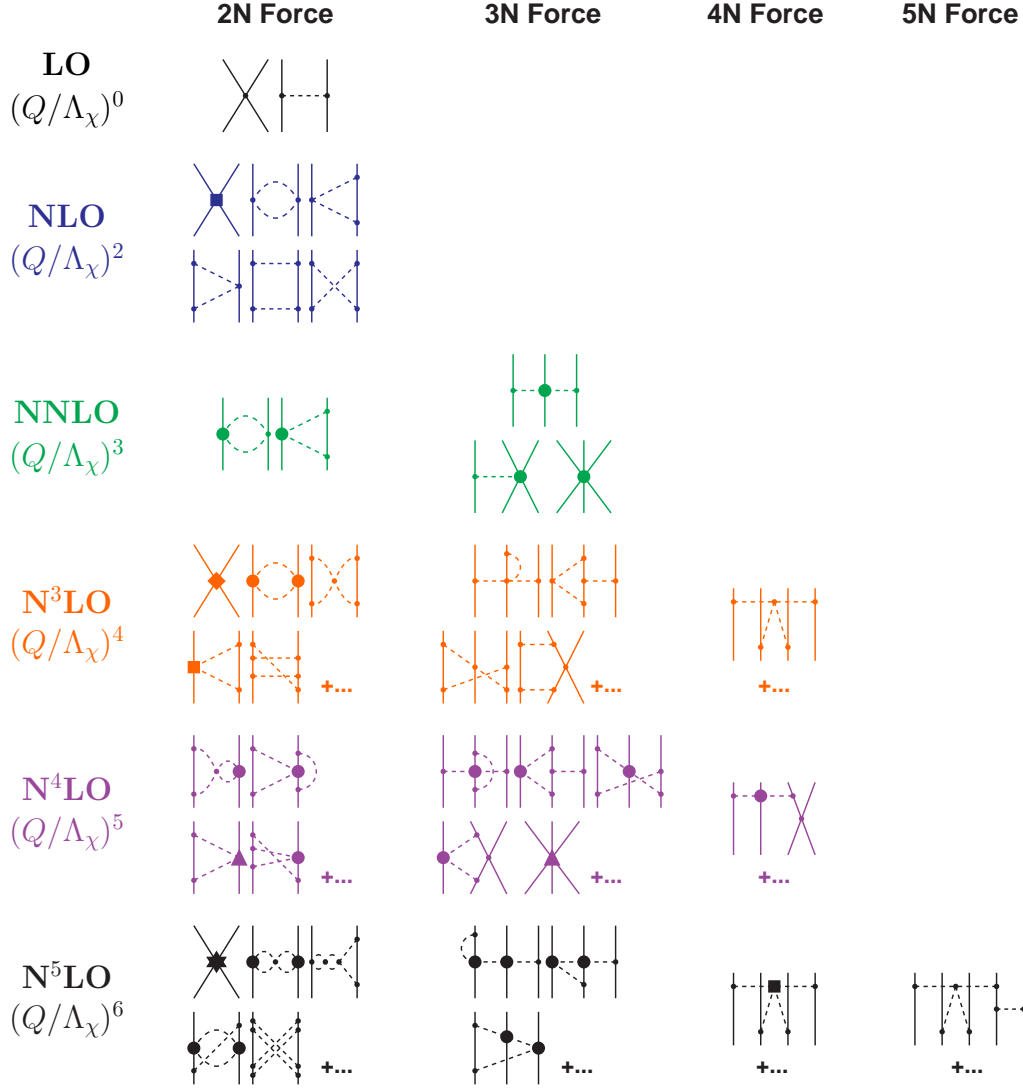 2N Force 3N Force 4N Force 5N Force
LO
(Q/Λχ)⁰
NLO
(Q/Λχ)²
NNLO
(Q/Λχ)³
N³LO
(Q/Λχ)⁴
+... +... +...
N⁴LO
(Q/Λχ)⁵
+... +... +...
N⁵LO
(Q/Λχ)⁶
+... +... +... +...